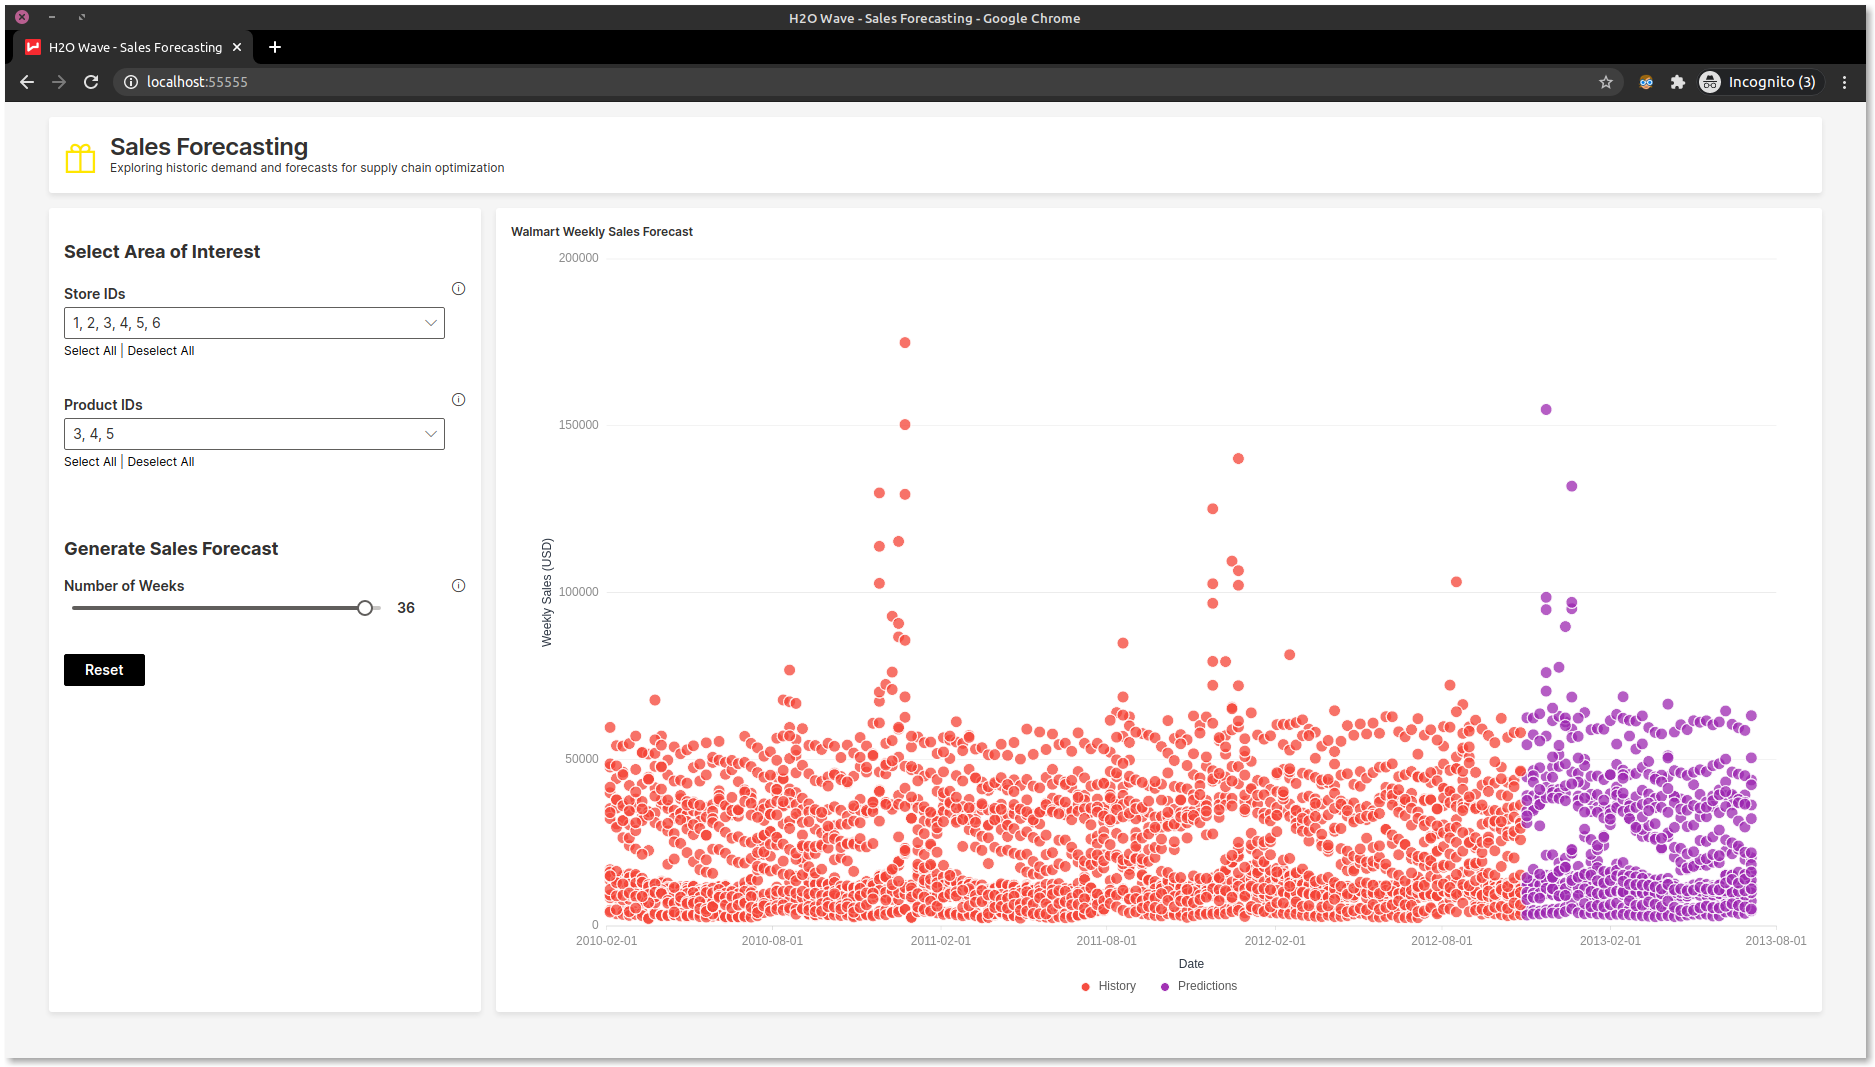 H2O Wave - Sales Forecasting - Google Chrome
H2O Wave - Sales Forecasting
localhost:55555
Incognito (3)
Sales Forecasting
Exploring historic demand and forecasts for supply chain optimization
Select Area of Interest
Store IDs
1, 2, 3, 4, 5, 6
Select All | Deselect All
Product IDs
3, 4, 5
Select All | Deselect All
Generate Sales Forecast
Number of Weeks
36
Reset
Walmart Weekly Sales Forecast
200000
150000
100000
50000
0
Weekly Sales (USD)
2010-02-01 2010-08-01 2011-02-01 2011-08-01 2012-02-01 2012-08-01 2013-02-01 2013-08-01
Date
History Predictions